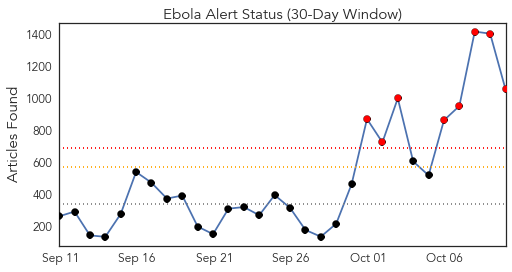 Ebola Alert Status (30-Day Window)
Articles Found
1400
1200
1000
800
600
400
200
Sep 11 Sep 16 Sep 21 Sep 26 Oct 01 Oct 06